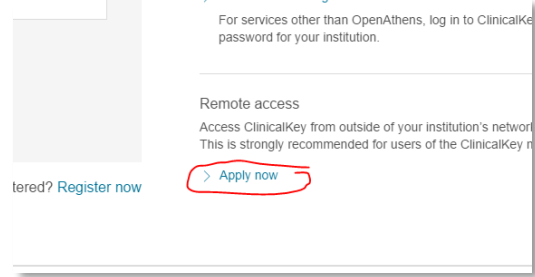 For services other than OpenAthens, log in to ClinicalKe
password for your institution.
Remote access
Access ClinicalKey from outside of your institution's networ
This is strongly recommended for users of the ClinicalKey
> Apply now
tered? Register now